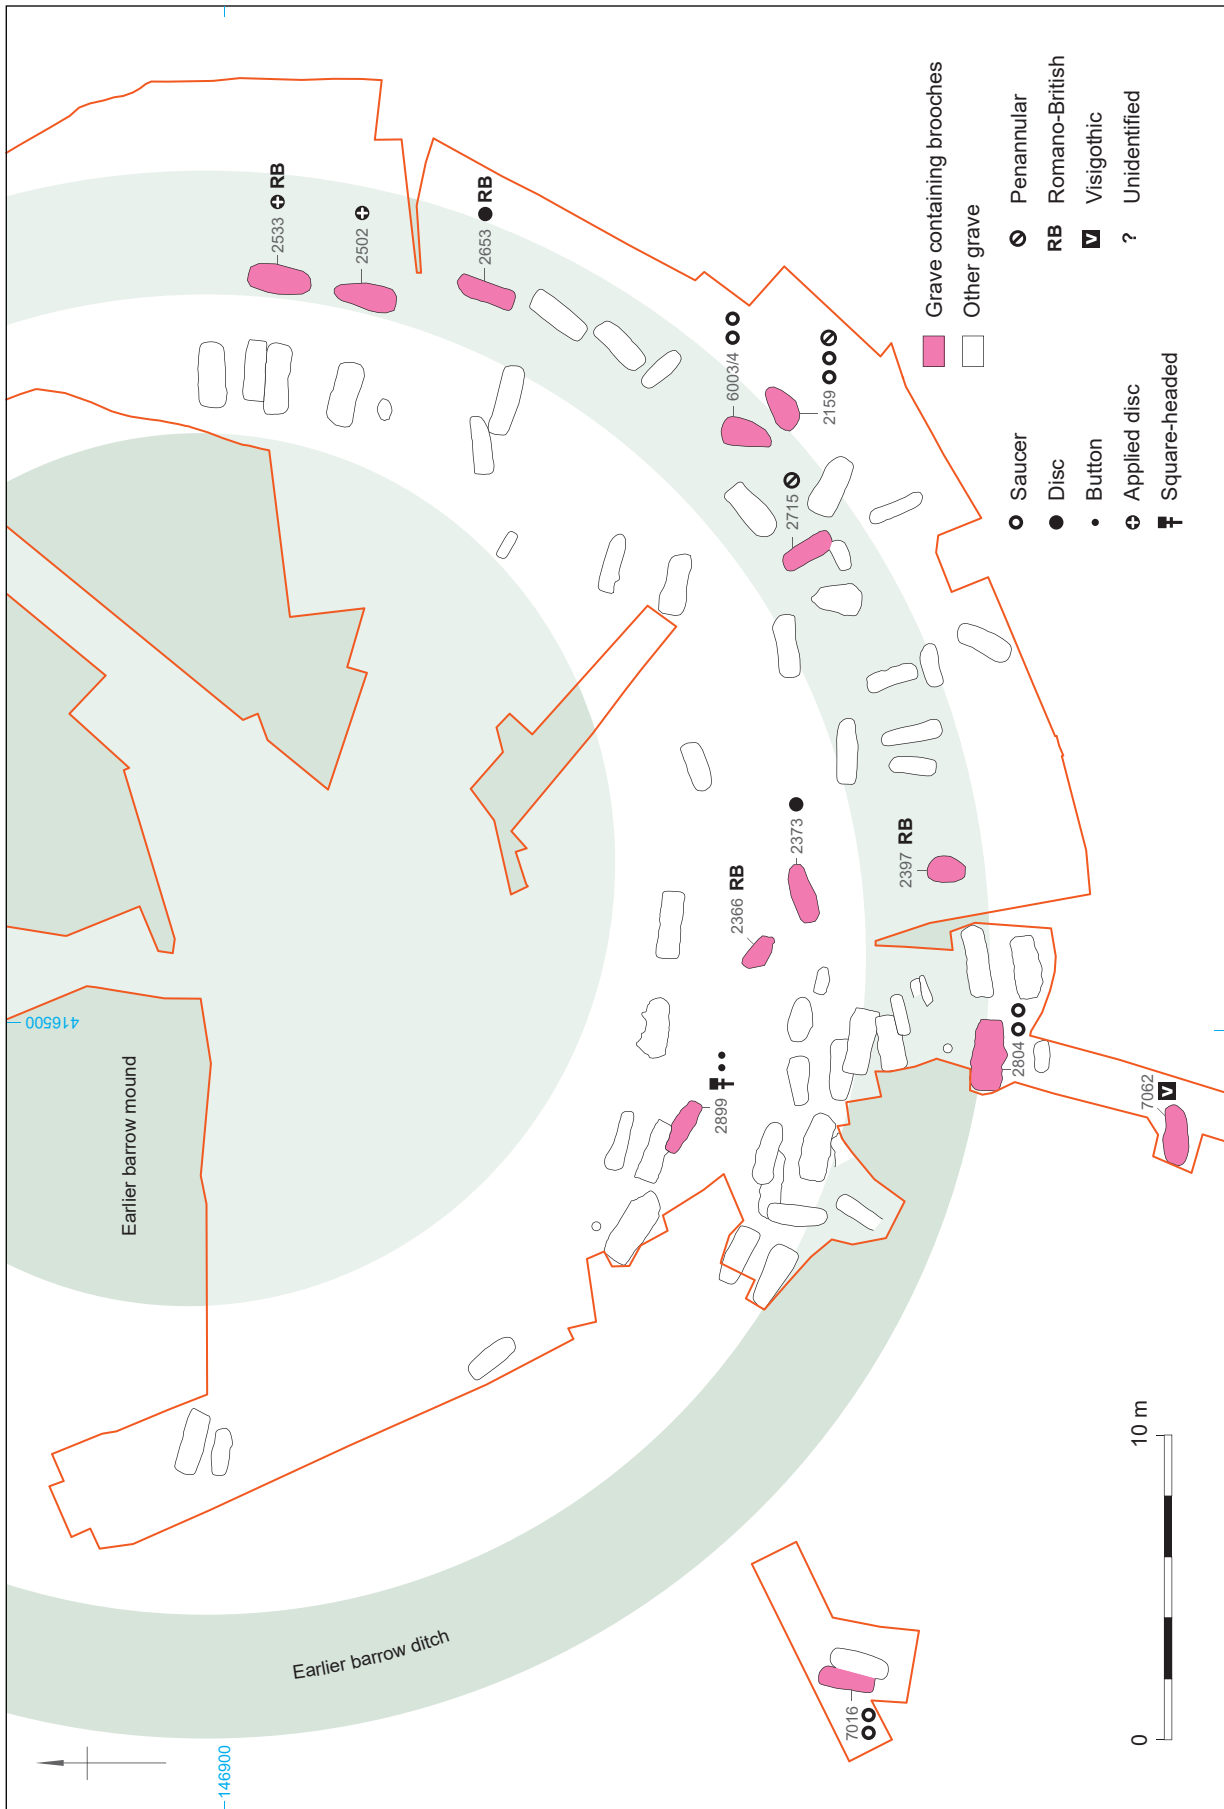 Earlier barrow mound
Earlier barrow ditch
416500
146900
2533 RB
2502
2653 RB
6003/4
2159
2715
2373
2366 RB
2397 RB
2899
2804
7062 V
7016
Grave containing brooches
Other grave
Saucer
Disc
Button
Applied disc
Square-headed
Penannular
RB Romano-British
V Visigothic
? Unidentified
0 10 m